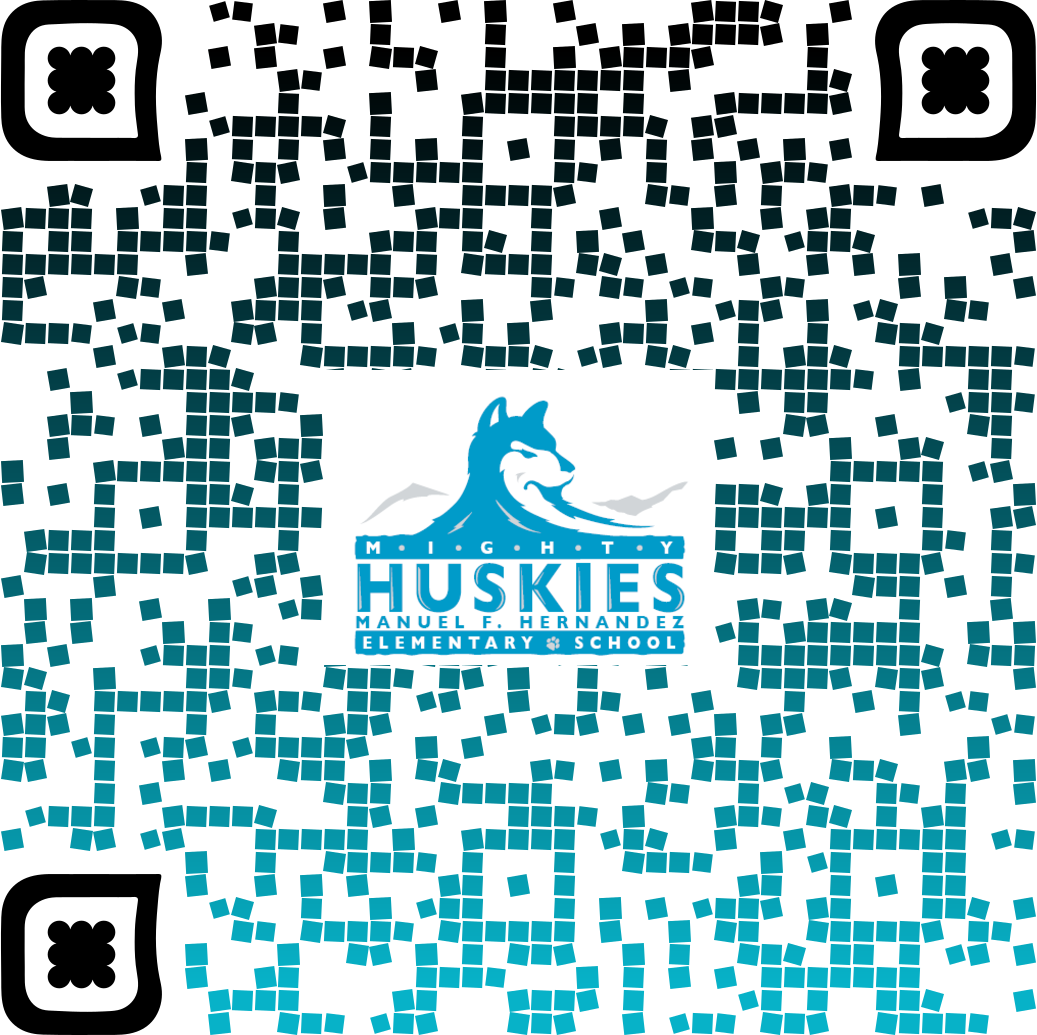 M·I·G·H·T·Y
HUSKIES
MANUEL F. HERNANDEZ
ELEMENTARY SCHOOL